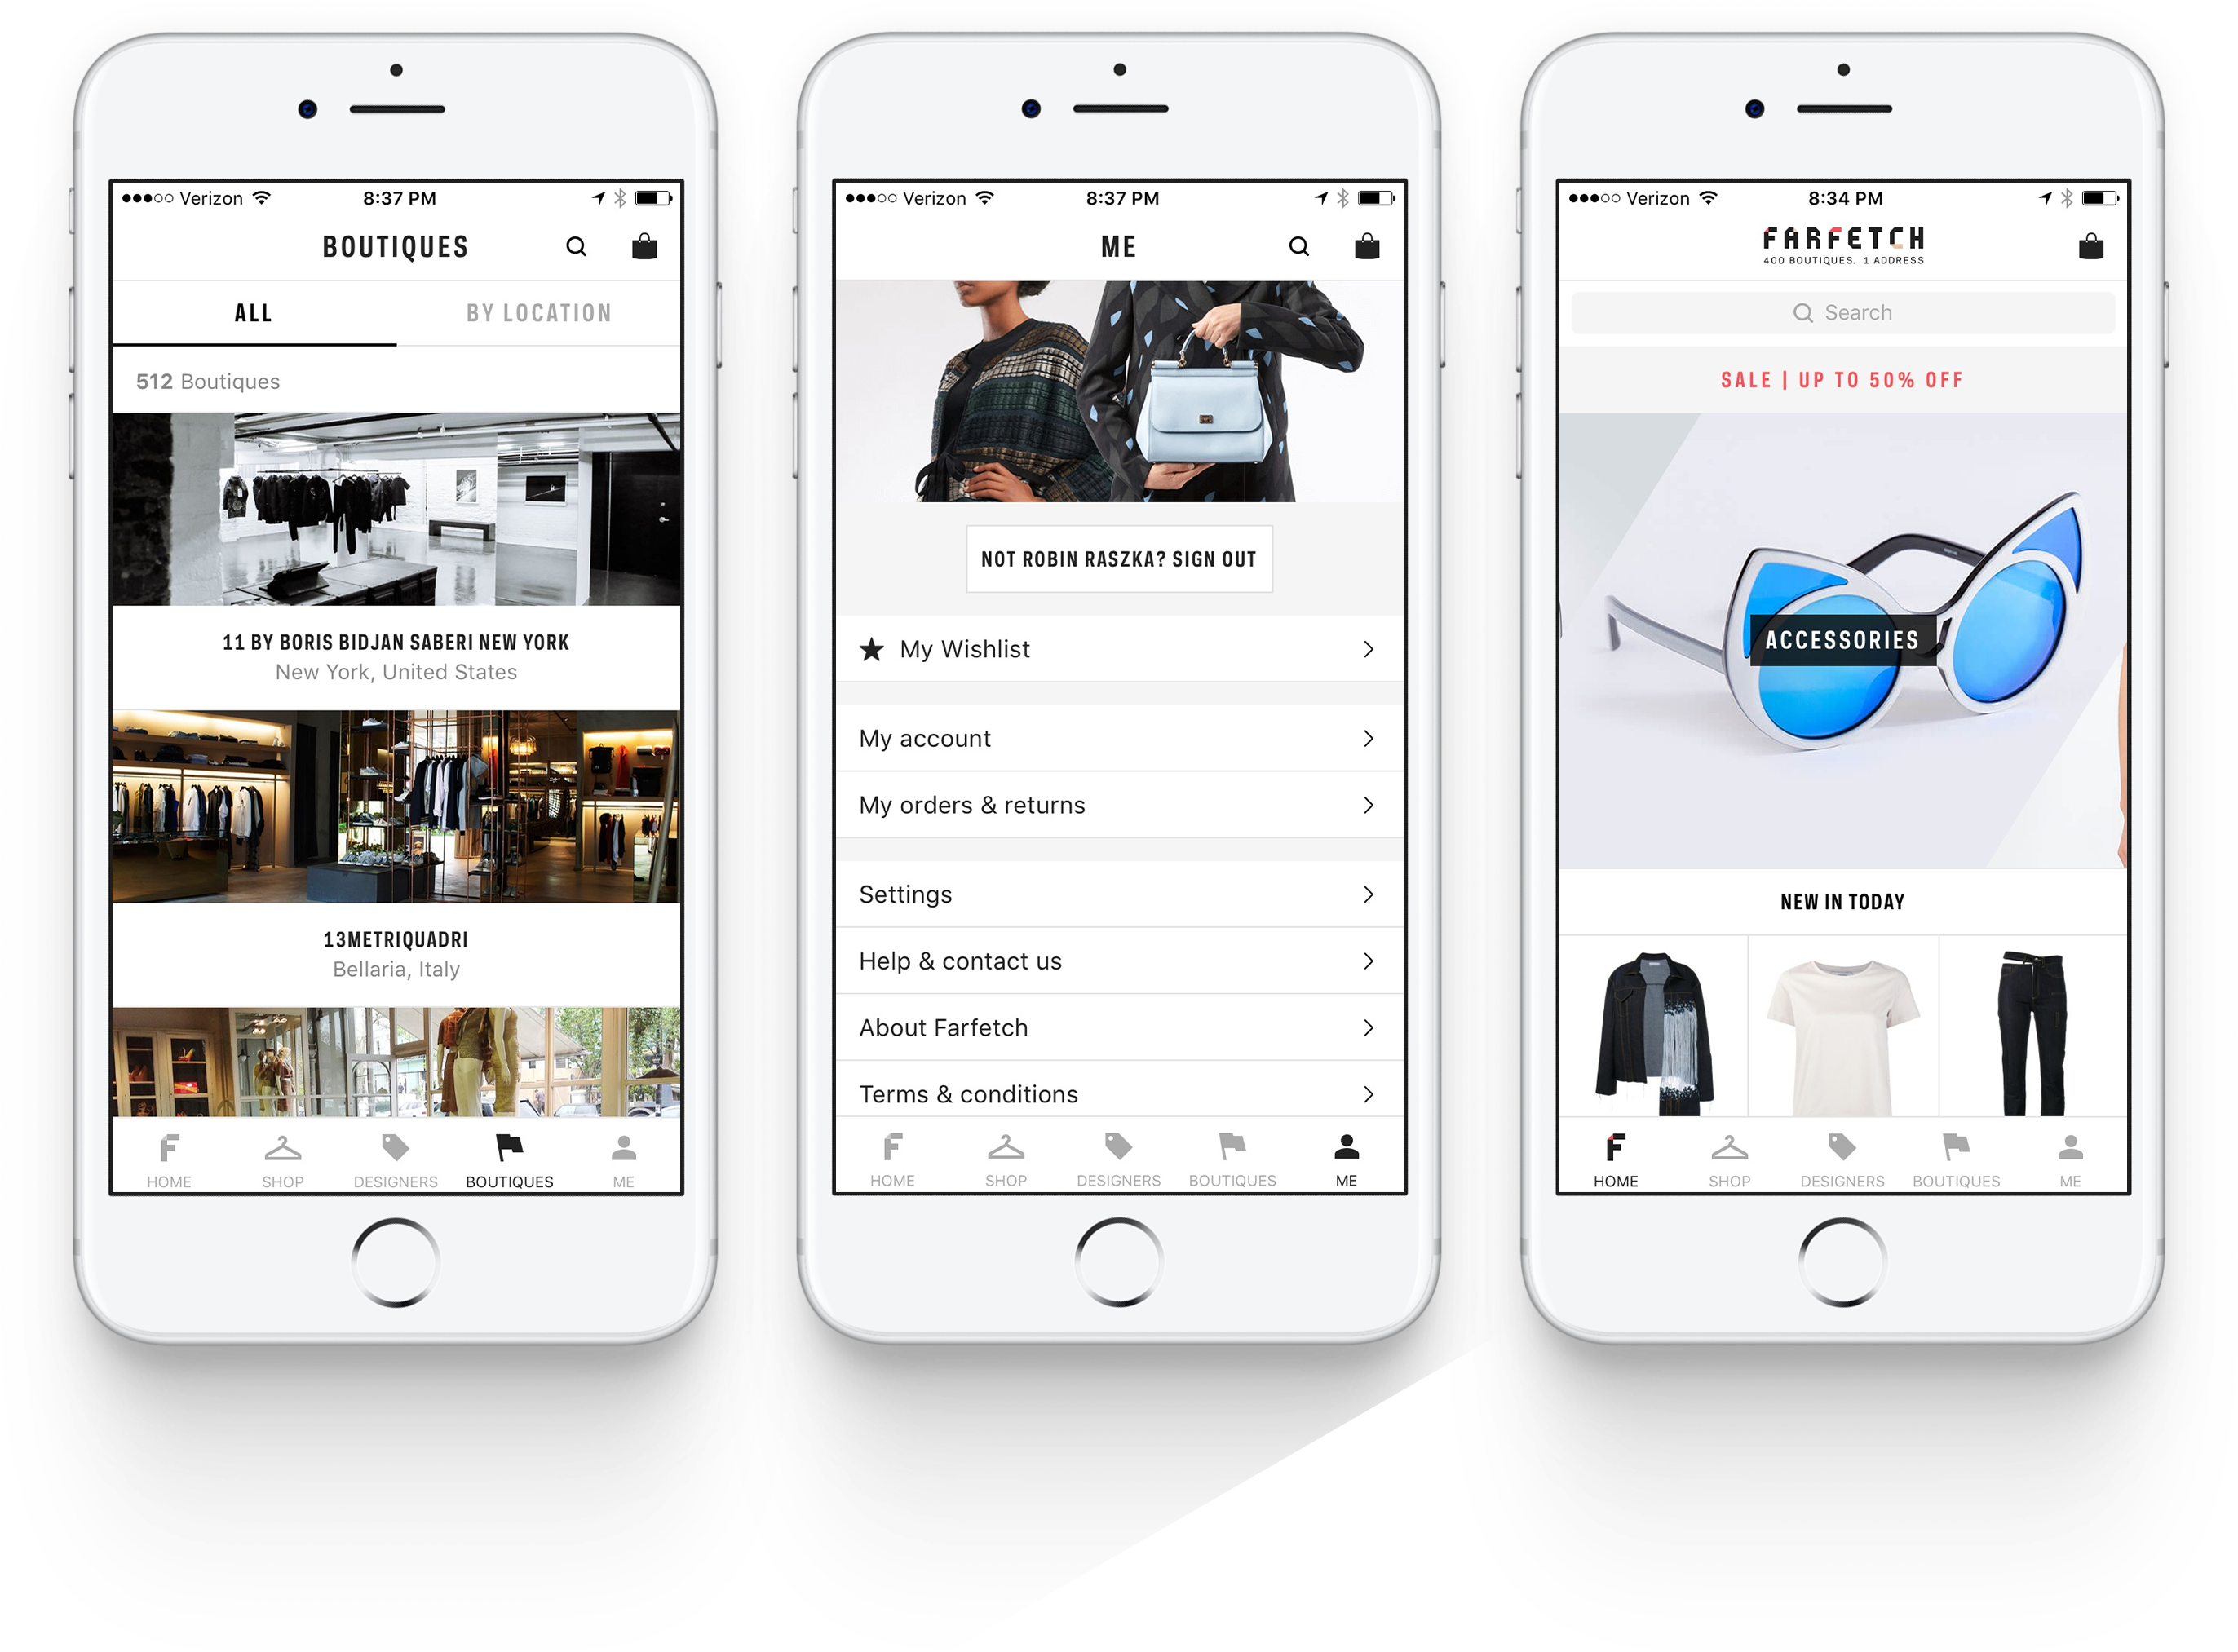 Verizon 8:37 PM
BOUTIQUES
ALL BY LOCATION
512 Boutiques
11 BY BORIS BIDJAN SABERI NEW YORK
New York, United States
13METRIQUADRI
Bellaria, Italy
HOME SHOP DESIGNERS BOUTIQUES ME
Verizon 8:37 PM
ME
NOT ROBIN RASZKA? SIGN OUT
My Wishlist
My account
My orders & returns
Settings
Help & contact us
About Farfetch
Terms & conditions
HOME SHOP DESIGNERS BOUTIQUES ME
Verizon 8:34 PM
FARFETCH
400 BOUTIQUES. 1 ADDRESS
Search
SALE | UP TO 50% OFF
ACCESSORIES
NEW IN TODAY
HOME SHOP DESIGNERS BOUTIQUES ME